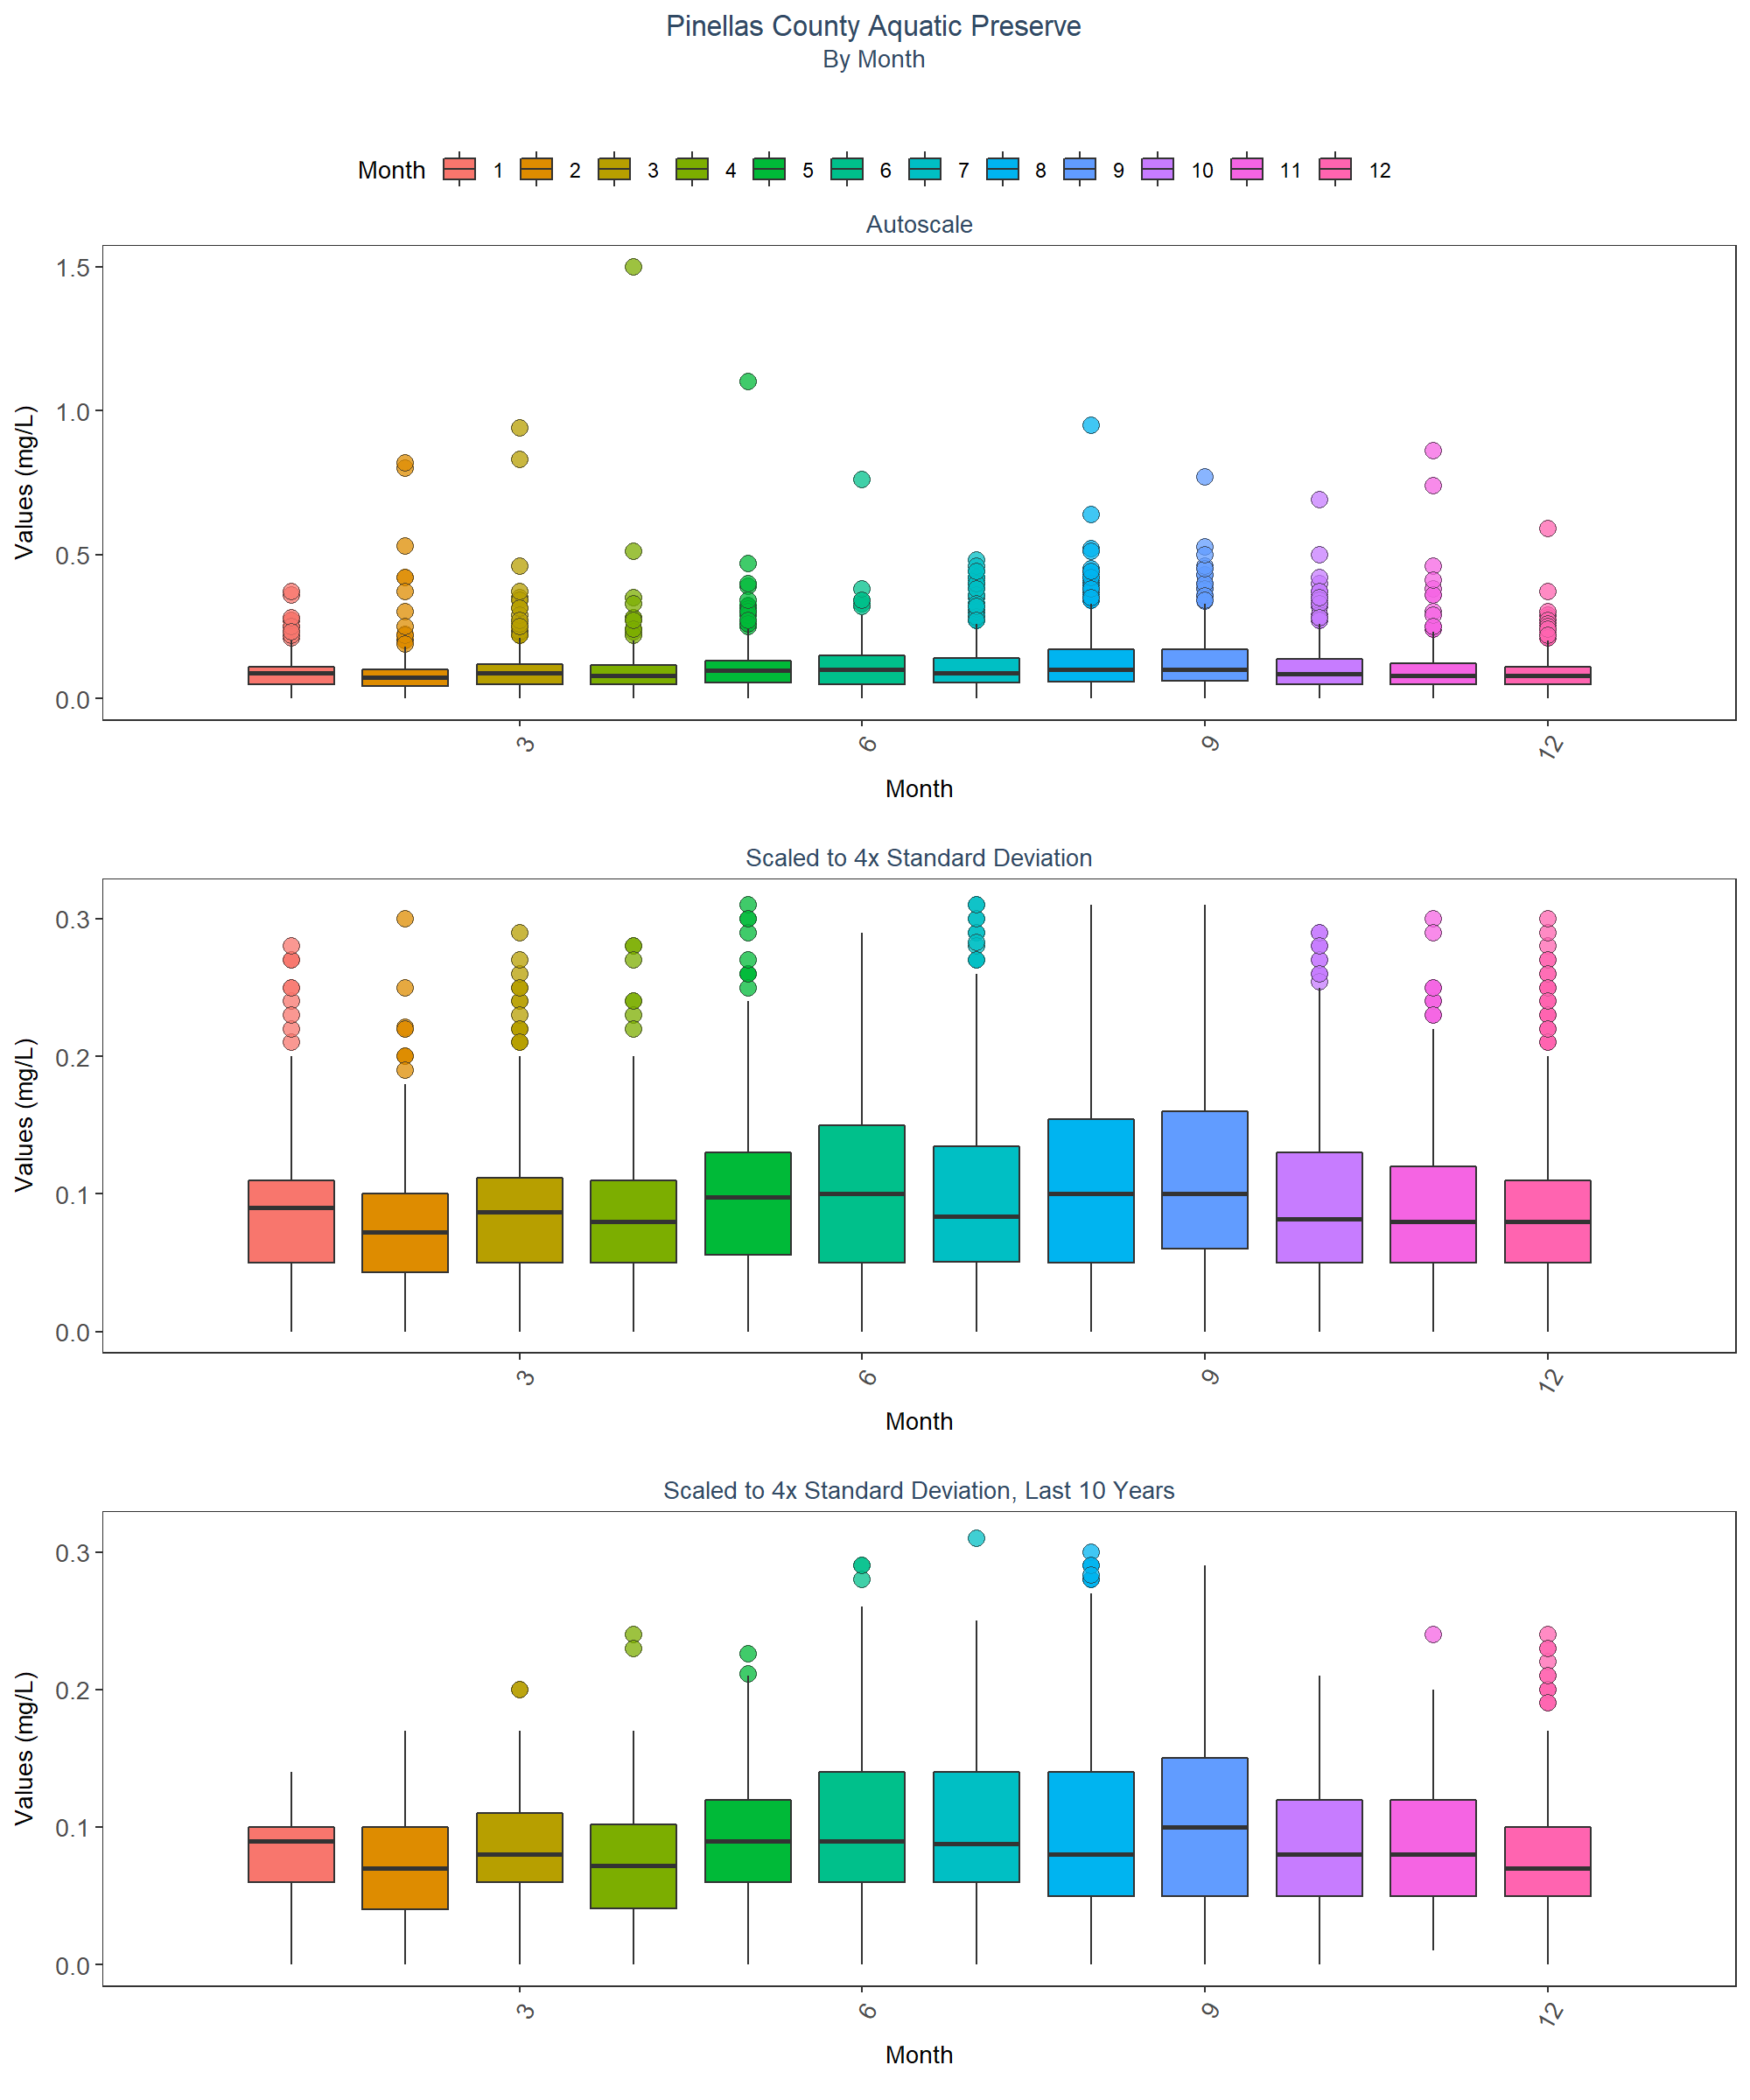 Pinellas County Aquatic Preserve
By Month
Month 1 2 3 4 5 6 7 8 9 10 11 12
Autoscale
1.5
1.0
0.5
0.0
Values (mg/L)
3 6 9 12
Month
Scaled to 4x Standard Deviation
0.3
0.2
0.1
0.0
Values (mg/L)
3 6 9 12
Month
Scaled to 4x Standard Deviation, Last 10 Years
0.3
0.2
0.1
0.0
Values (mg/L)
3 6 9 12
Month